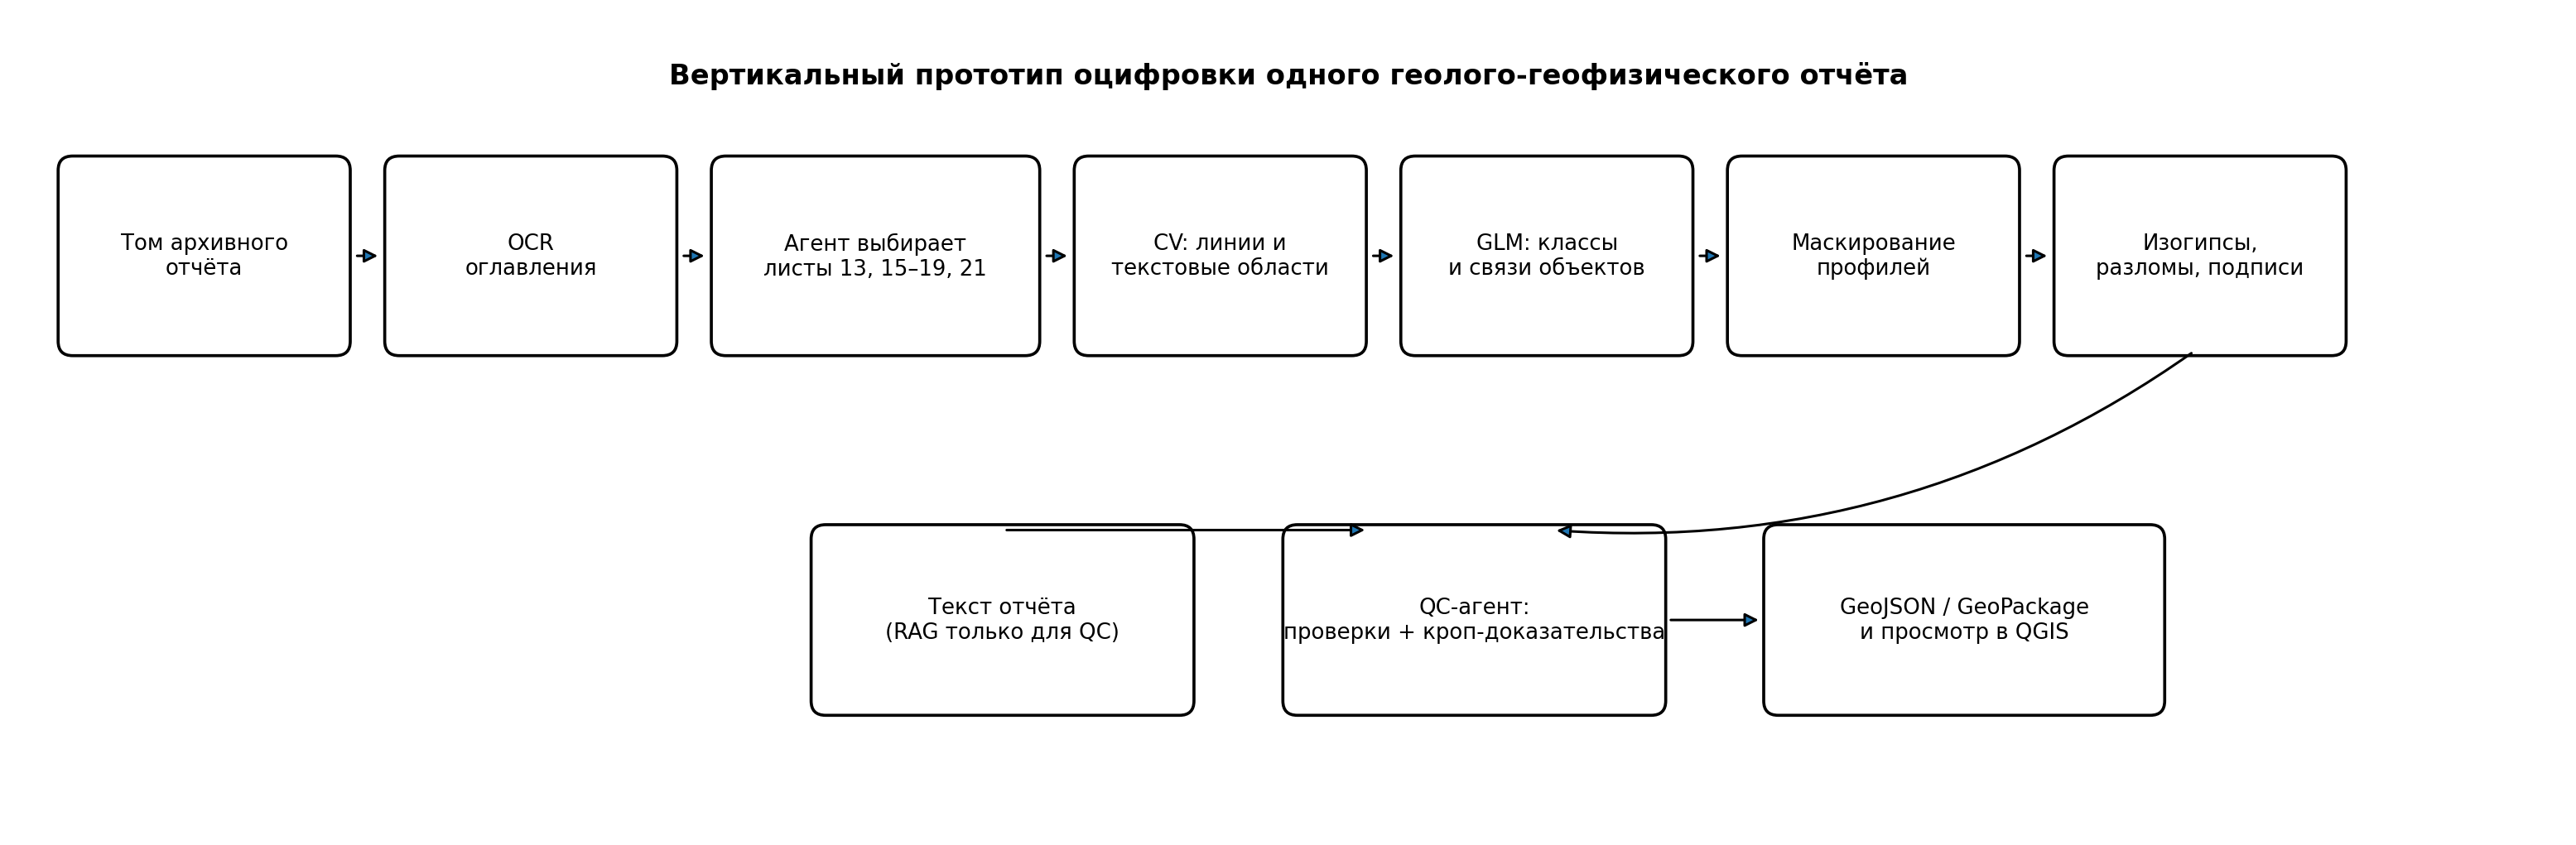 Вертикальный прототип оцифровки одного геолого-геофизического отчёта
Том архивного
отчёта
OCR
оглавления
Агент выбирает
листы 13, 15–19, 21
CV: линии и
текстовые области
GLM: классы
и связи объектов
Маскирование
профилей
Изогипсы,
разломы, подписи
Текст отчёта
(RAG только для QC)
QC-агент:
проверки + кроп-доказательства
GeoJSON / GeoPackage
и просмотр в QGIS